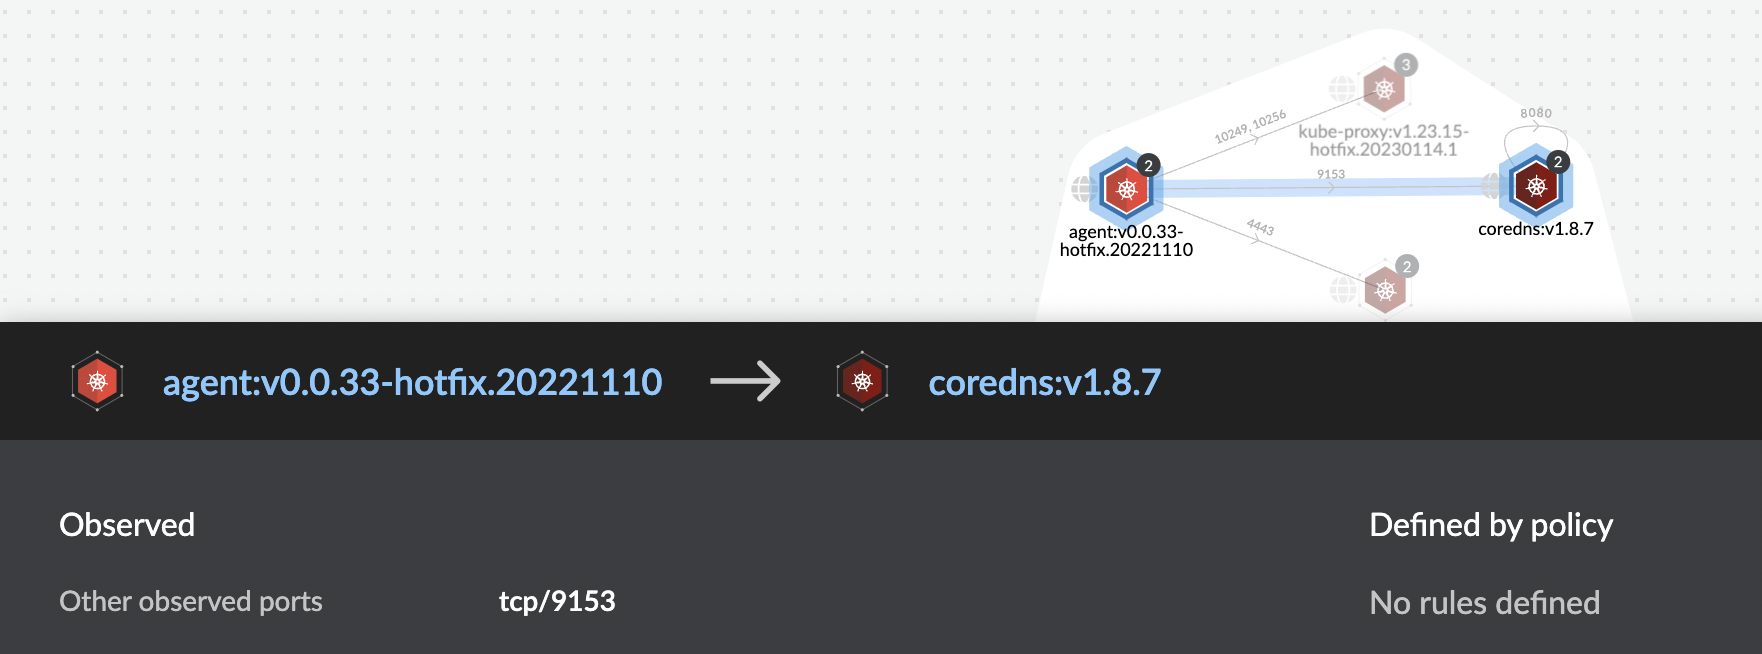 3
10249, 10256
kube-proxy:v1.23.15-
hotfix.20230114.1
8080
2
9153
2
agent:v0.0.33-
hotfix.20221110
coredns:v1.8.7
4443
2
agent:v0.0.33-hotfix.20221110
coredns:v1.8.7
Observed
Defined by policy
Other observed ports tcp/9153
No rules defined